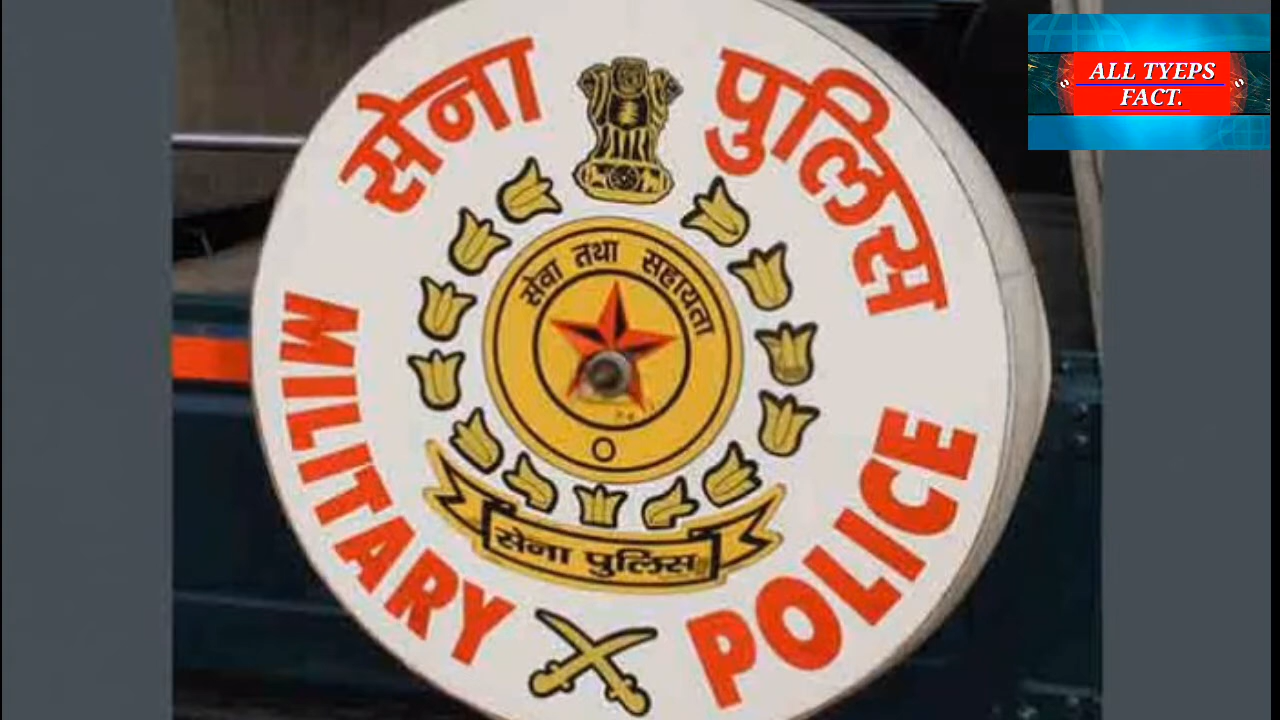 सेना पुलिस
सेवा तथा सहायता
सेना पुलिस
MILITARY POLICE
ALL TYEPS
FACT.